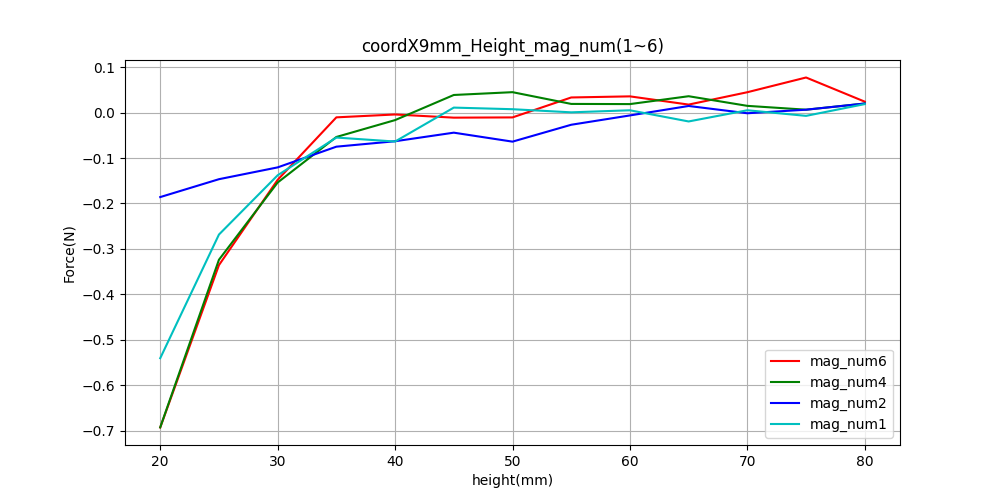 coordX9mm_Height_mag_num(1~6)
0.1
0.0
−0.1
−0.2
−0.3
−0.4
−0.5
−0.6
−0.7
Force(N)
20 30 40 50 60 70 80
height(mm)
mag_num6
mag_num4
mag_num2
mag_num1